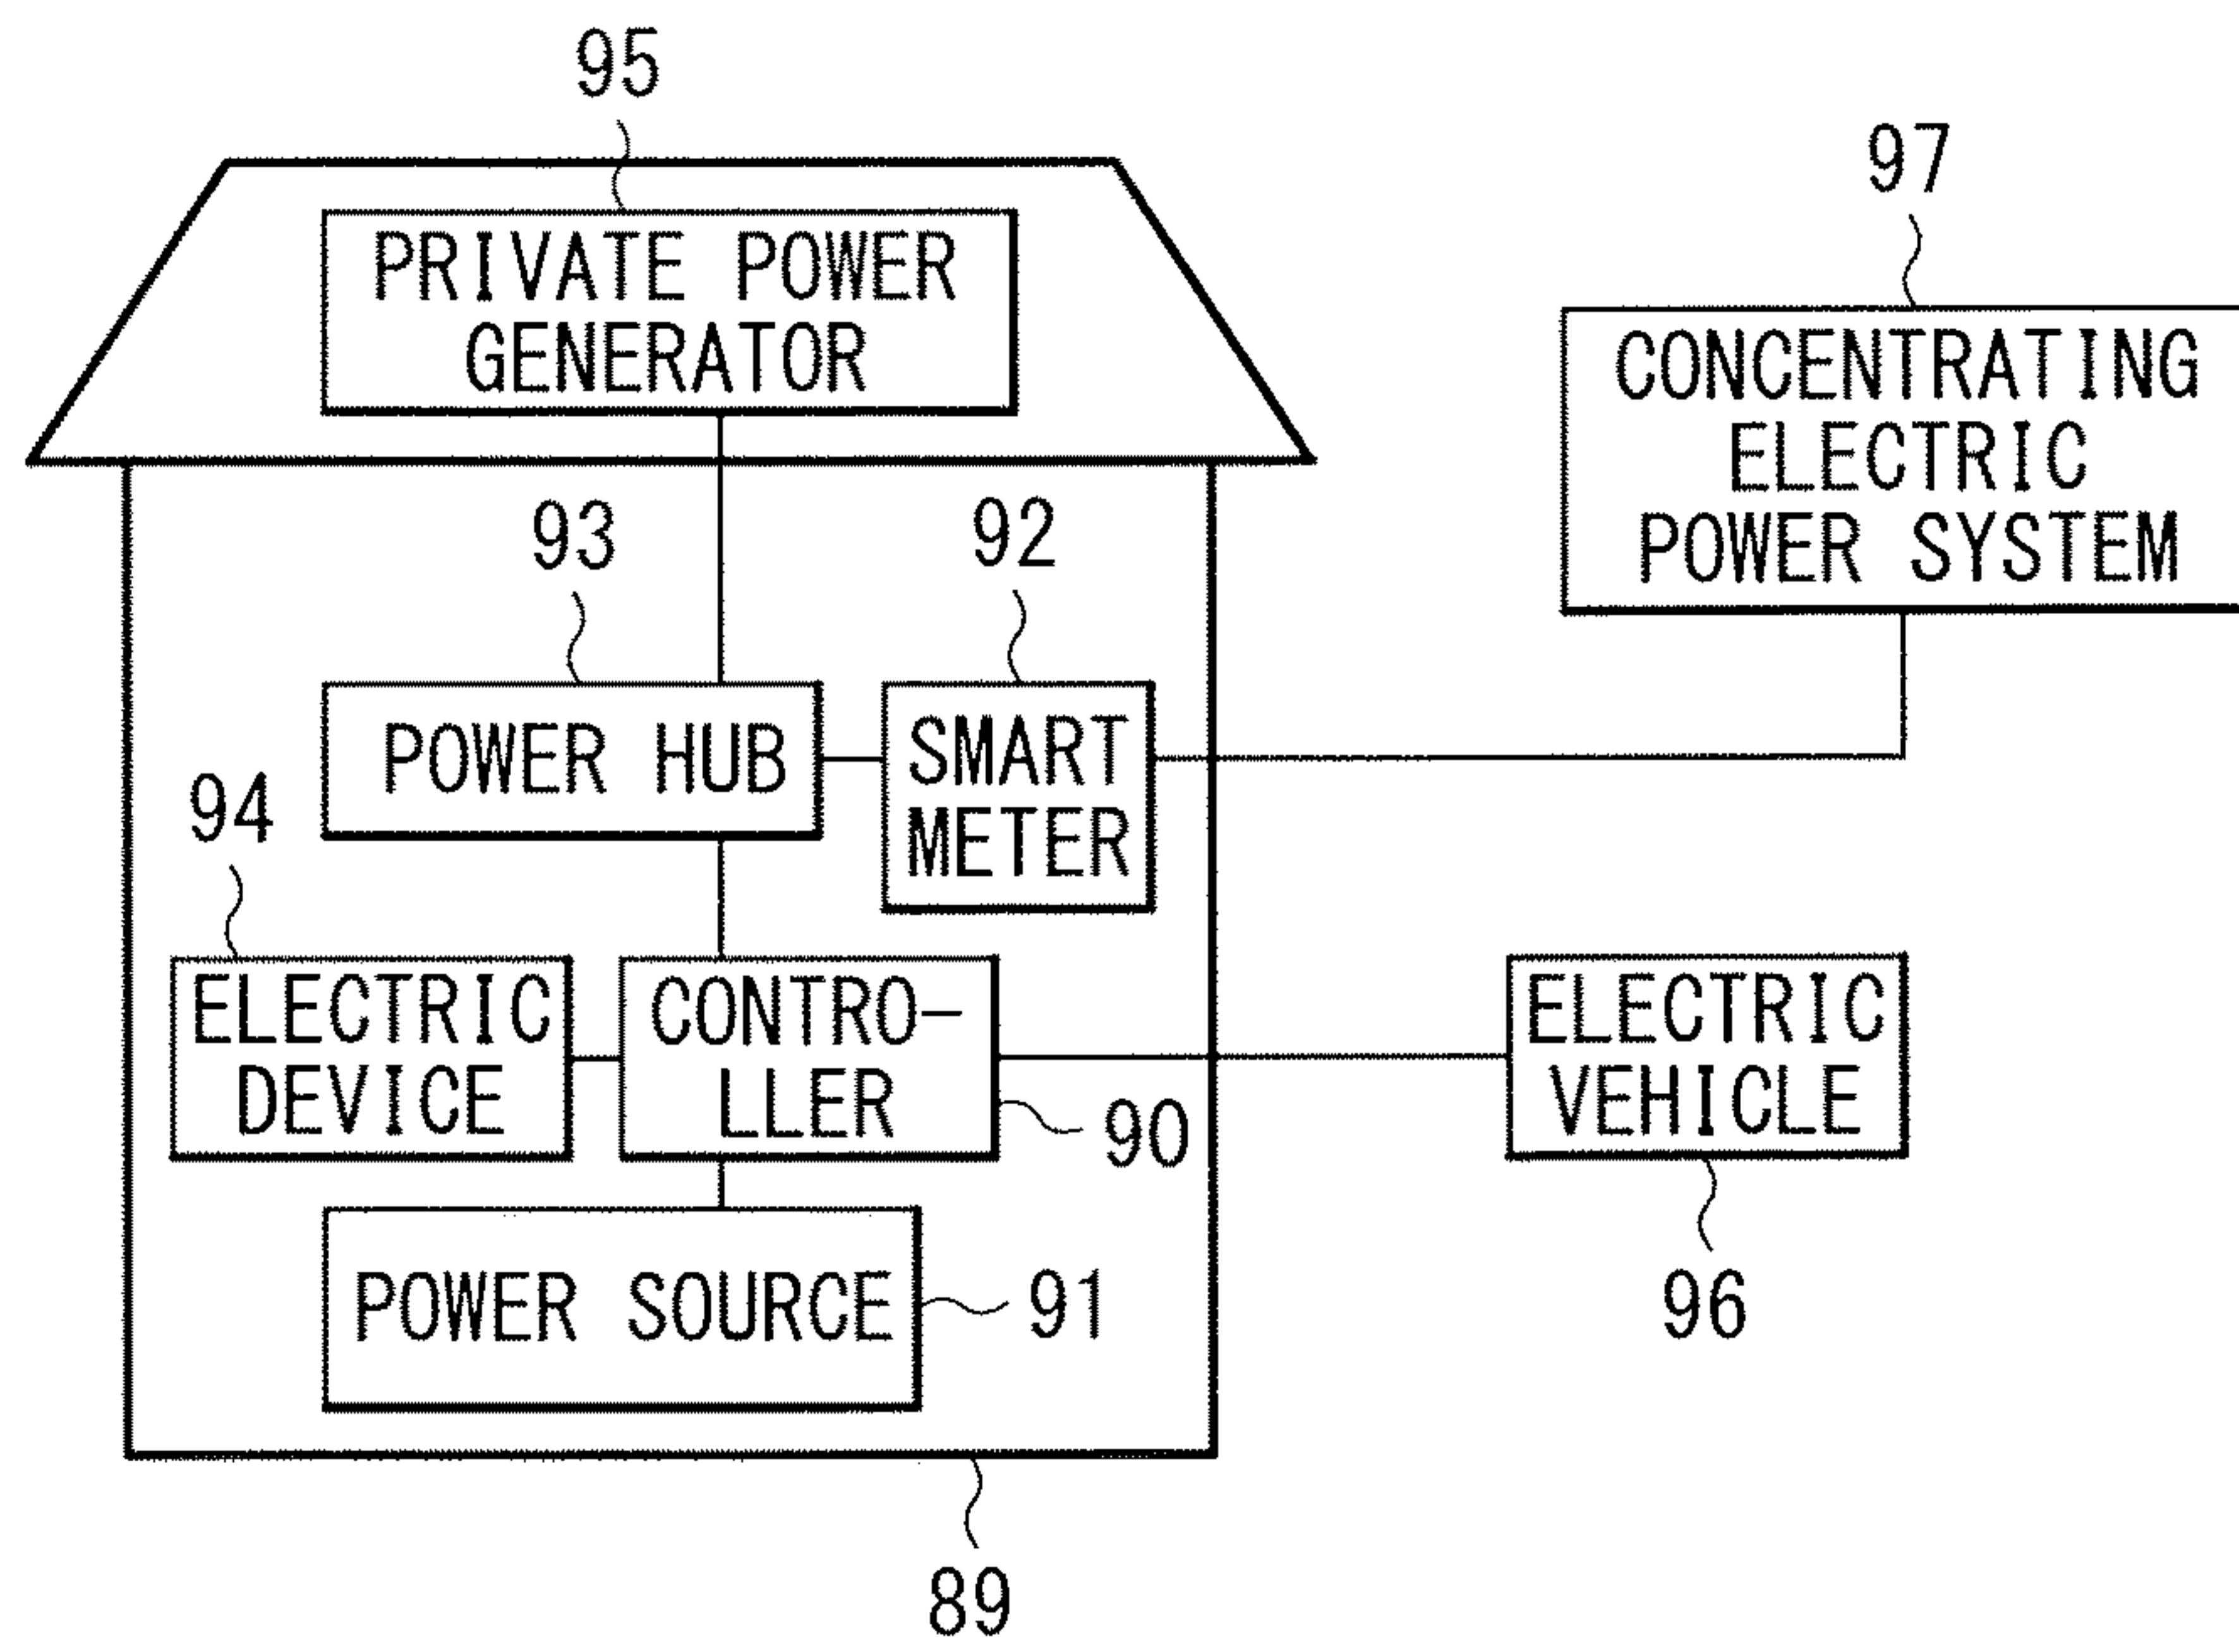 95
97
PRIVATE POWER
GENERATOR
CONCENTRATING
ELECTRIC
POWER SYSTEM
93
92
POWER HUB
SMART
METER
94
ELECTRIC
DEVICE
CONTRO-
LLER
90
ELECTRIC
VEHICLE
POWER SOURCE
91
96
89